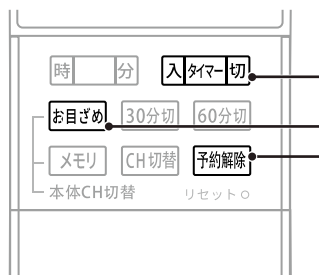 時 分 入 タイマー 切
お目ざめ 30分切 60分切
メモリ CH切替 予約解除
本体CH切替 リセット